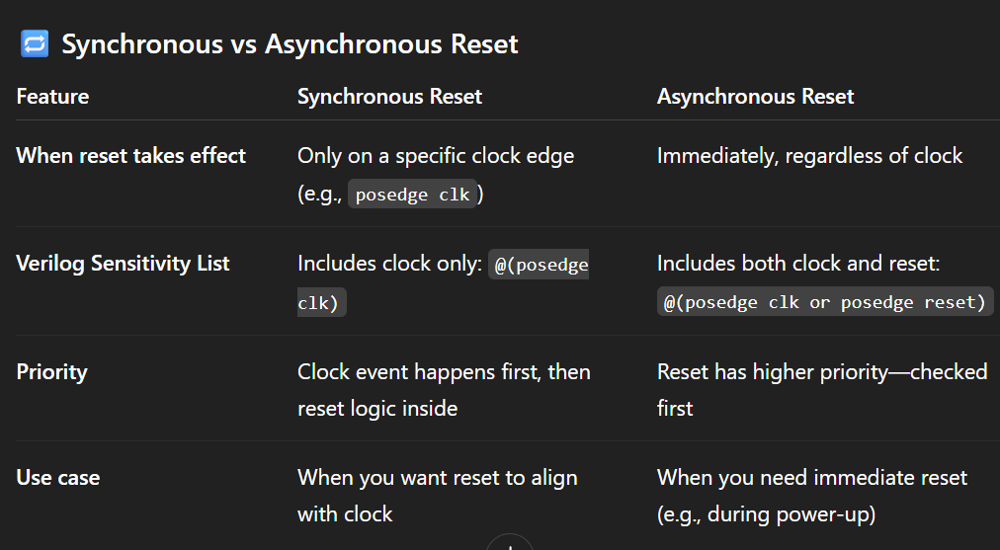 Synchronous vs Asynchronous Reset
Feature Synchronous Reset Asynchronous Reset
When reset takes effect Only on a specific clock edge Immediately, regardless of clock
(e.g., posedge clk)
Verilog Sensitivity List Includes clock only: @(posedge Includes both clock and reset:
clk) @(posedge clk or posedge reset)
Priority Clock event happens first, then Reset has higher priority—checked
reset logic inside first
Use case When you want reset to align When you need immediate reset
with clock (e.g., during power-up)